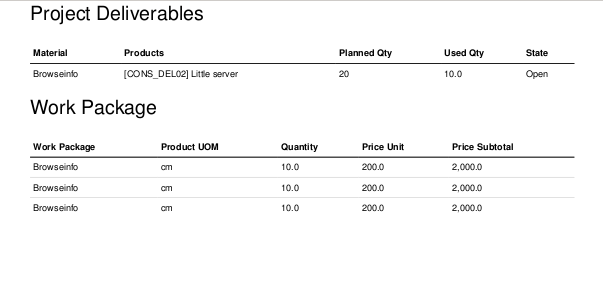 Project Deliverables
Material Products Planned Qty Used Qty State
Browseinfo [CONS_DEL02] Little server 20 10.0 Open
Work Package
Work Package Product UOM Quantity Price Unit Price Subtotal
Browseinfo cm 10.0 200.0 2,000.0
Browseinfo cm 10.0 200.0 2,000.0
Browseinfo cm 10.0 200.0 2,000.0